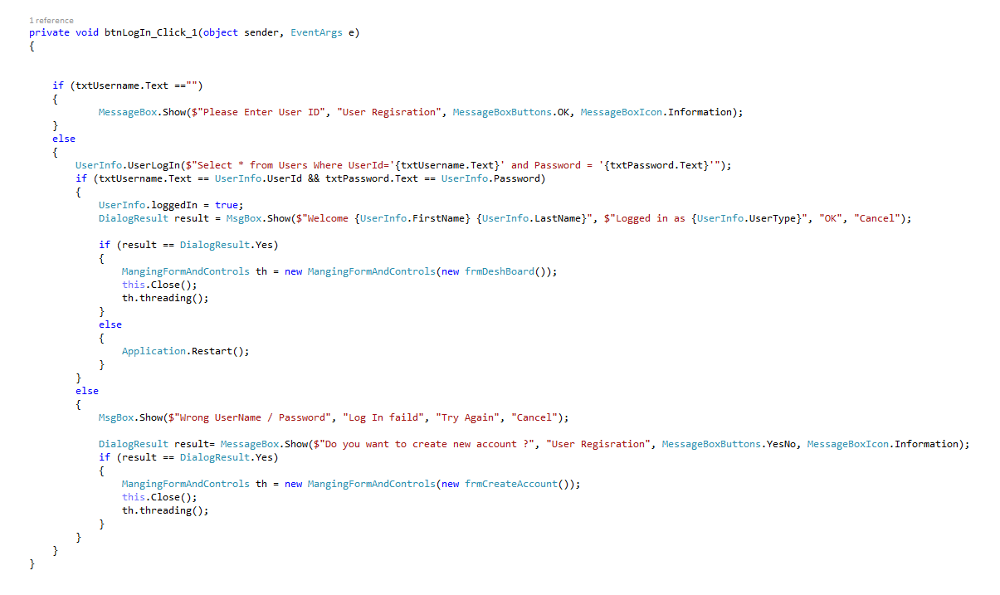 1 reference
private void btnLogIn_Click_1(object sender, EventArgs e)
{
if (txtUsername.Text =="")
{
MessageBox.Show($"Please Enter User ID", "User Regisration", MessageBoxButtons.OK, MessageBoxIcon.Information);
}
else
{
UserInfo.UserLogIn($"Select * from Users Where UserId='{txtUsername.Text}' and Password = '{txtPassword.Text}'");
if (txtUsername.Text == UserInfo.UserId && txtPassword.Text == UserInfo.Password)
{
UserInfo.loggedIn = true;
DialogResult result = MsgBox.Show($"Welcome {UserInfo.FirstName} {UserInfo.LastName}", $"Logged in as {UserInfo.UserType}", "OK", "Cancel");
if (result == DialogResult.Yes)
{
MangingFormAndControls th = new MangingFormAndControls(new frmDeshBoard());
this.Close();
th.threading();
}
else
{
Application.Restart();
}
}
else
{
MsgBox.Show($"Wrong UserName / Password", "Log In faild", "Try Again", "Cancel");
DialogResult result= MessageBox.Show($"Do you want to create new account ?", "User Regisration", MessageBoxButtons.YesNo, MessageBoxIcon.Information);
if (result == DialogResult.Yes)
{
MangingFormAndControls th = new MangingFormAndControls(new frmCreateAccount());
this.Close();
th.threading();
}
}
}
}